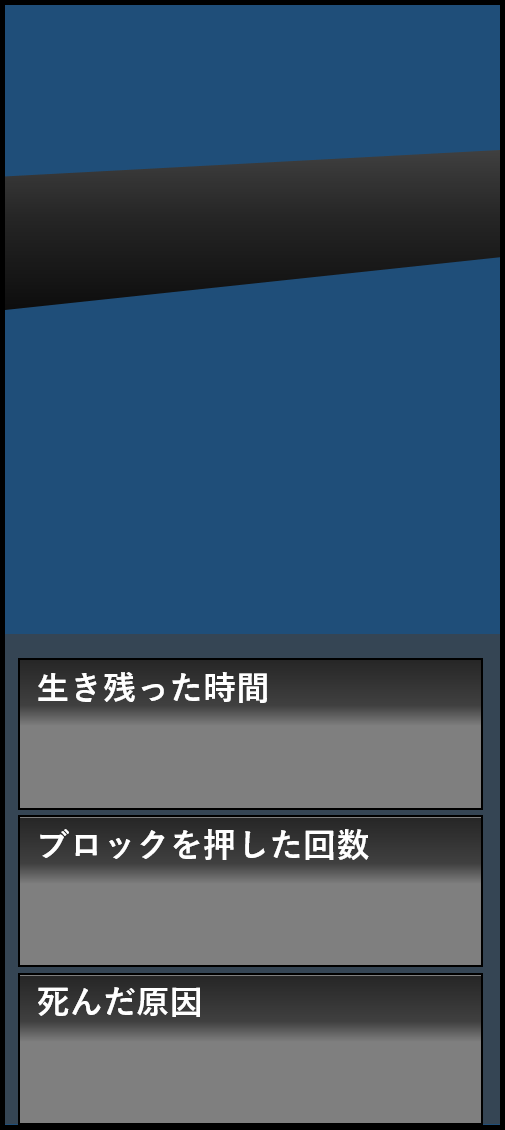 生き残った時間
ブロックを押した回数
死んだ原因